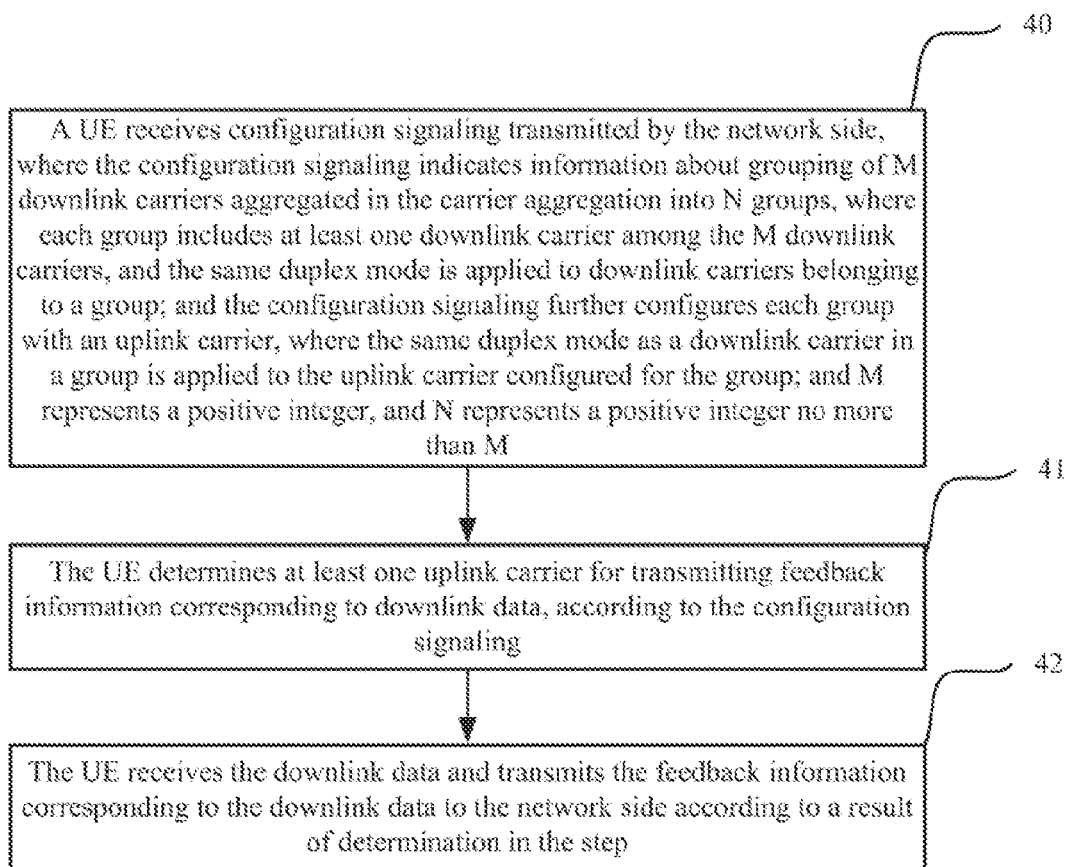 40
A UE receives configuration signaling transmitted by the network side,
where the configuration signaling indicates information about grouping of M
downlink carriers aggregated in the carrier aggregation into N groups, where
each group includes at least one downlink carrier among the M downlink
carriers, and the same duplex mode is applied to downlink carriers belonging
to a group; and the configuration signaling further configures each group
with an uplink carrier, where the same duplex mode as a downlink carrier in
a group is applied to the uplink carrier configured for the group; and M
represents a positive integer, and N represents a positive integer no more
than M
41
The UE determines at least one uplink carrier for transmitting feedback
information corresponding to downlink data, according to the configuration
signaling
42
The UE receives the downlink data and transmits the feedback information
corresponding to the downlink data to the network side according to a result
of determination in the step